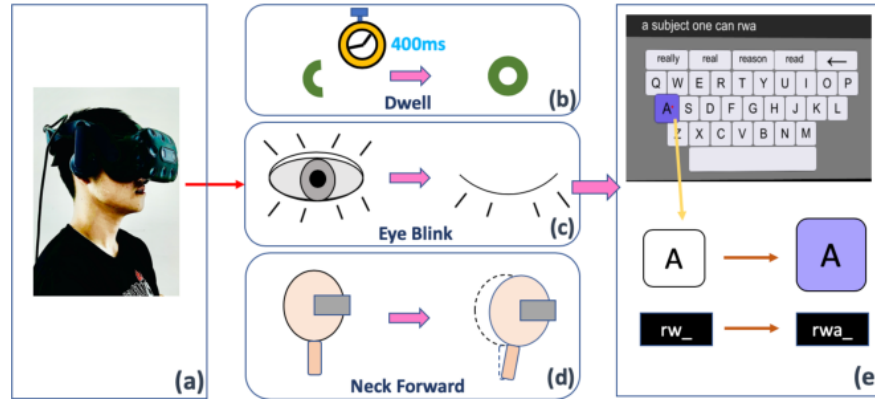 (a)
400ms
Dwell
(b)
Eye Blink
(c)
Neck Forward
(d)
a subject one can rwa
really real reason read ←
Q W E R T Y U I O P
A S D F G H J K L
Z X C V B N M
A A
rw_ rwa_
(e)